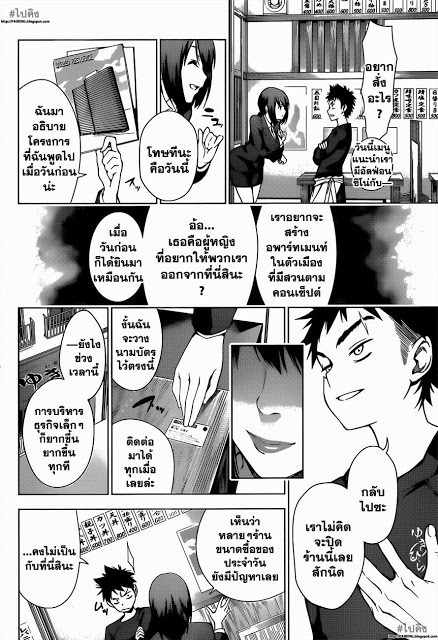 #ไปคิง
อยาก
สั่ง
อะไร?
วันนี้เมนู
แนะนำเรา
มีอัลฟ่อน
ชิโน่กับ—
โทษทีนะ
คือวันนี้
ฉันมา
อธิบาย
โครงการ
ที่ฉันพูดไป
เมื่อวันก่อน
น่ะ
เราอยากจะ
สร้าง
อพาร์ทเมนท์
ในตัวเมือง
ที่มีสวนตาม
คอนเซ็ปต์
อ้อ...
เธอคือผู้หญิง
ที่อยากให้พวกเรา
ออกจากที่นี่สินะ
?
เมื่อ
วันก่อน
ก็ได้ยินมา
เหมือนกัน
กลับ
ไปซะ
เราไม่คิด
จะปิด
ร้านนี้เลย
สักนิด
งั้นฉัน
จะวาง
นามบัตร
ไว้ตรงนี้
ติดต่อ
มาได้
ทุกเมื่อ
เลยล่ะ
—ยังไง
ช่วง
เวลานี้
การบริหาร
ธุรกิจเล็กๆ
ก็ยากขึ้น
ยากขึ้น
ทุกที
เห็นว่า
หลายๆร้าน
ขนาดซื้อของ
ประจำวัน
ยังมีปัญหาเลย
...คงไม่เป็น
กับที่นี่สินะ
#ไปคิง